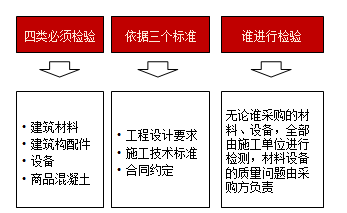 四类必须检验
依据三个标准
谁进行检验
• 建筑材料
• 建筑构配件
• 设备
• 商品混凝土
• 工程设计要求
• 施工技术标准
• 合同约定
无论谁采购的材
料、设备，全部
由施工单位进行
检测，材料设备
的质量问题由采
购方负责